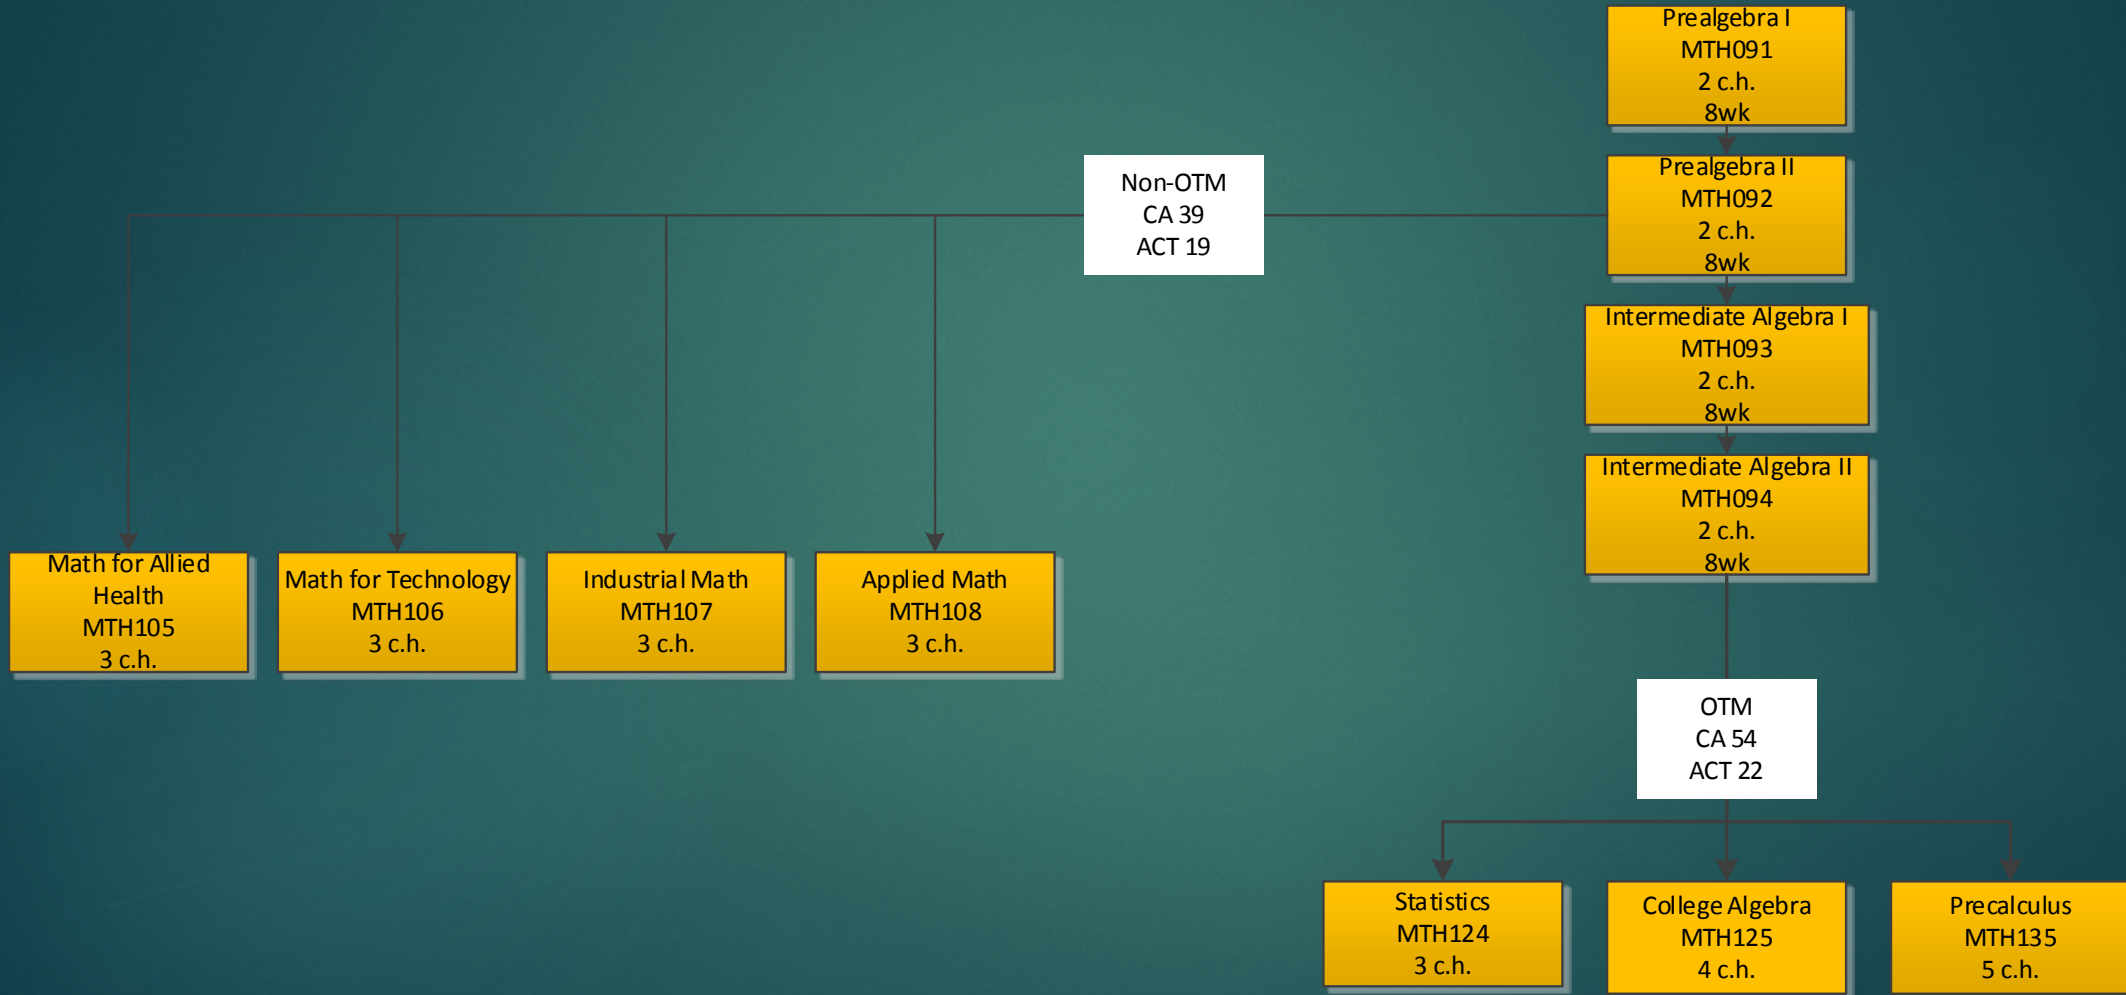 Prealgebra I
MTH091
2 c.h.
8wk
Non-OTM
CA 39
ACT 19
Prealgebra II
MTH092
2 c.h.
8wk
Intermediate Algebra I
MTH093
2 c.h.
8wk
Intermediate Algebra II
MTH094
2 c.h.
8wk
Math for Allied
Health
MTH105
3 c.h.
Math for Technology
MTH106
3 c.h.
Industrial Math
MTH107
3 c.h.
Applied Math
MTH108
3 c.h.
OTM
CA 54
ACT 22
Statistics
MTH124
3 c.h.
College Algebra
MTH125
4 c.h.
Precalculus
MTH135
5 c.h.